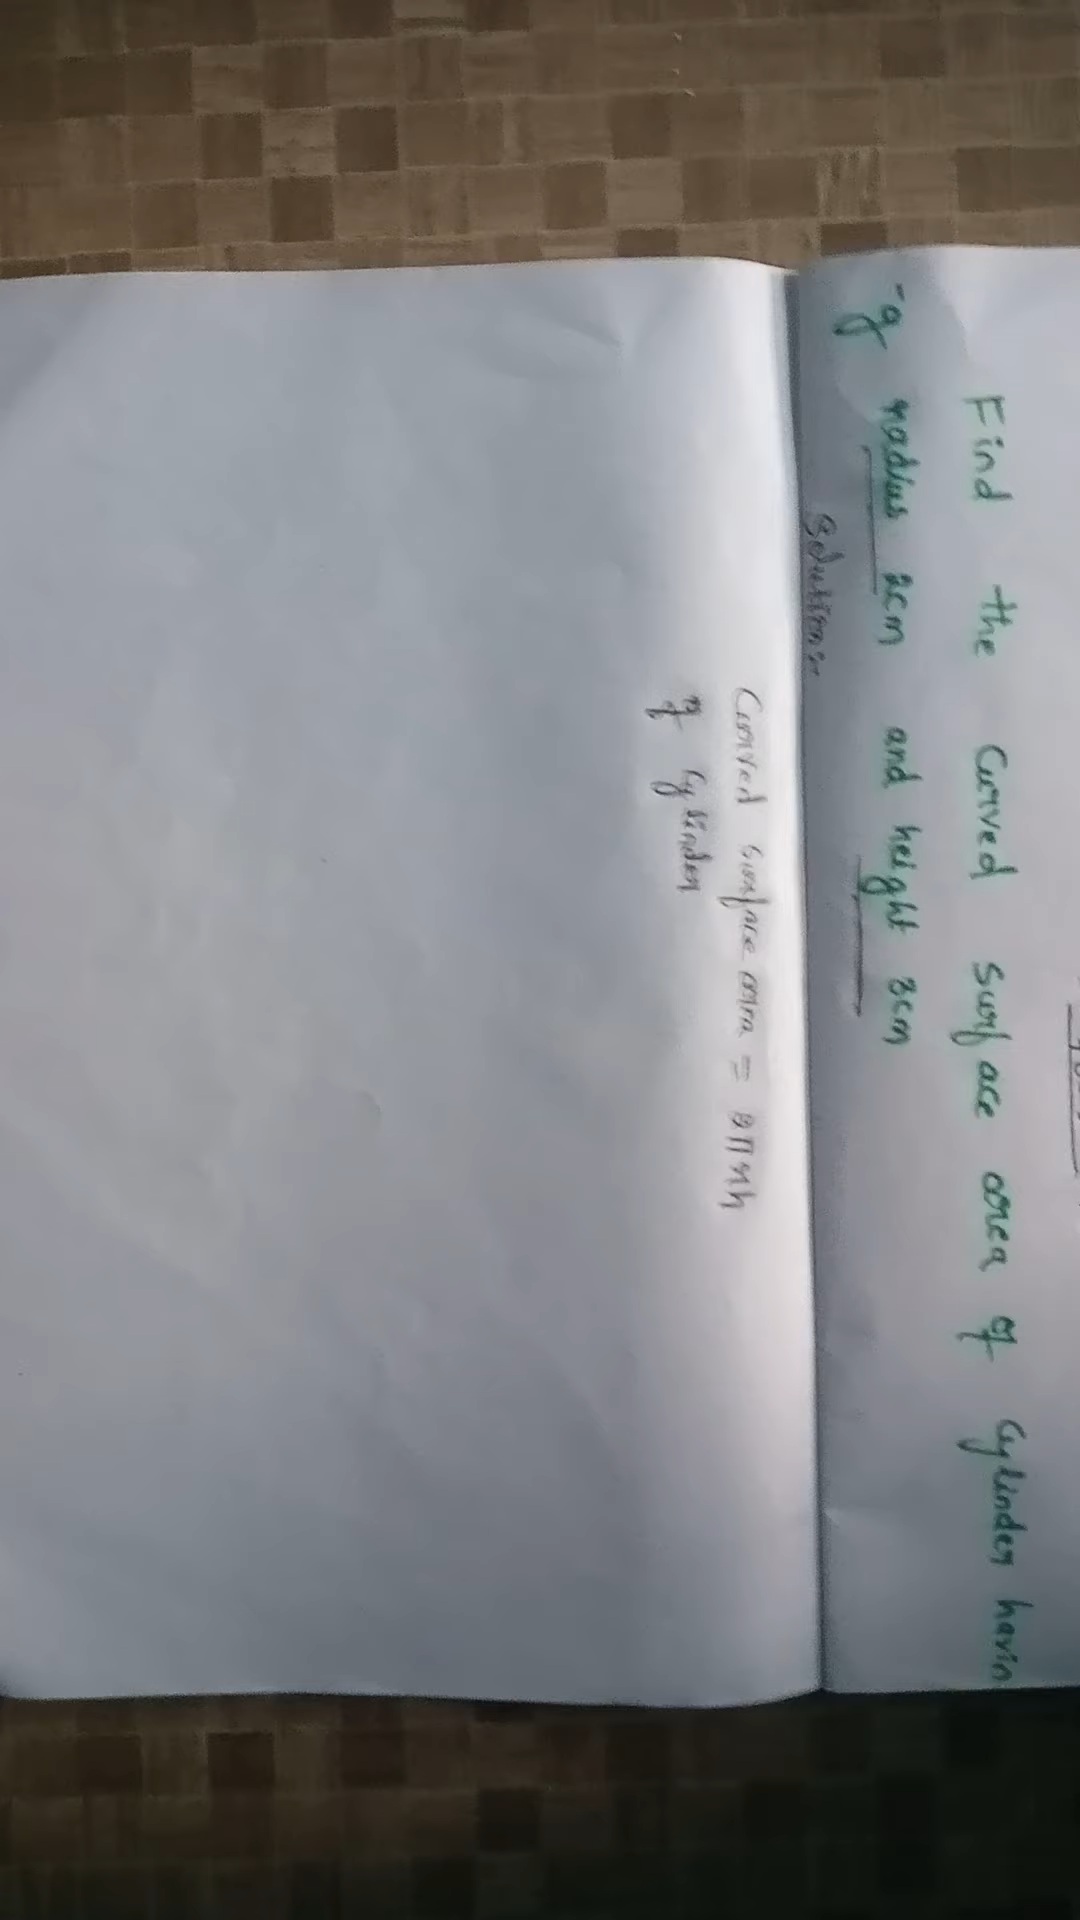 Find the Curved surface area of Cylinder havin
-g radius 2cm and height 3cm
Solution:-
Curved surface area = 2πrh
of Cylinder